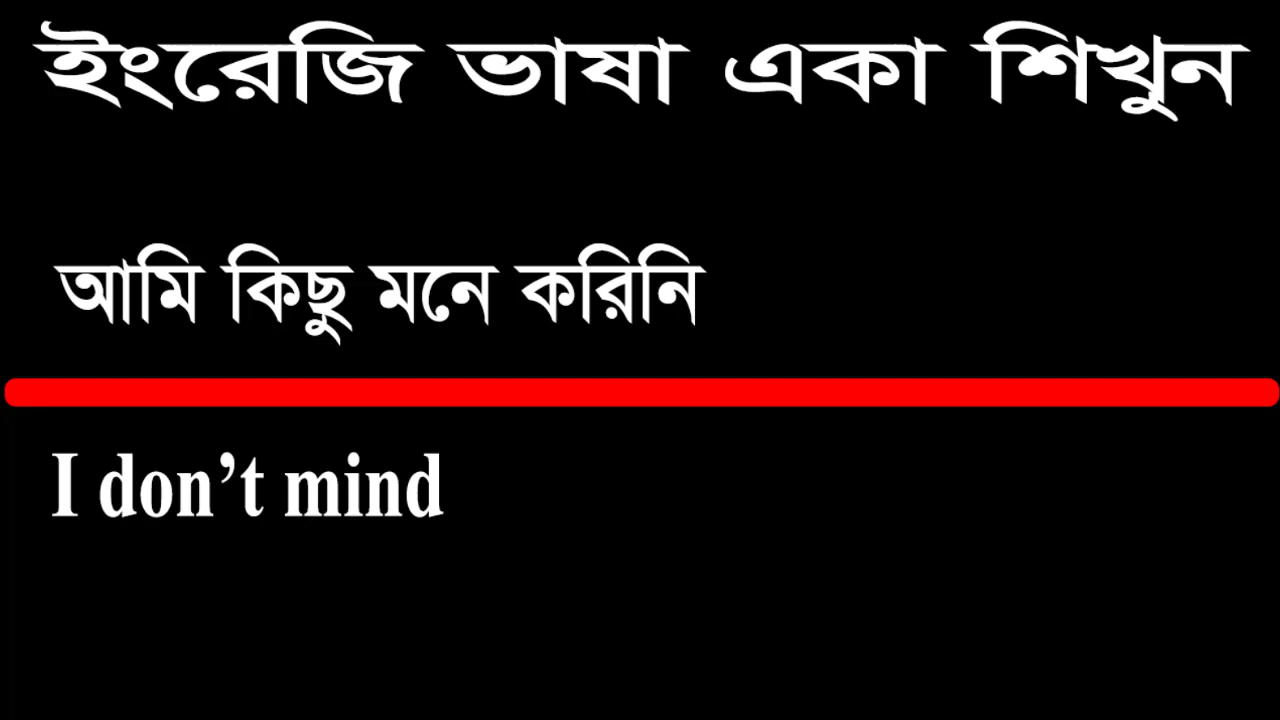 ইংরেজি ভাষা একা শিখুন
আমি কিছু মনে করিনি
I don’t mind